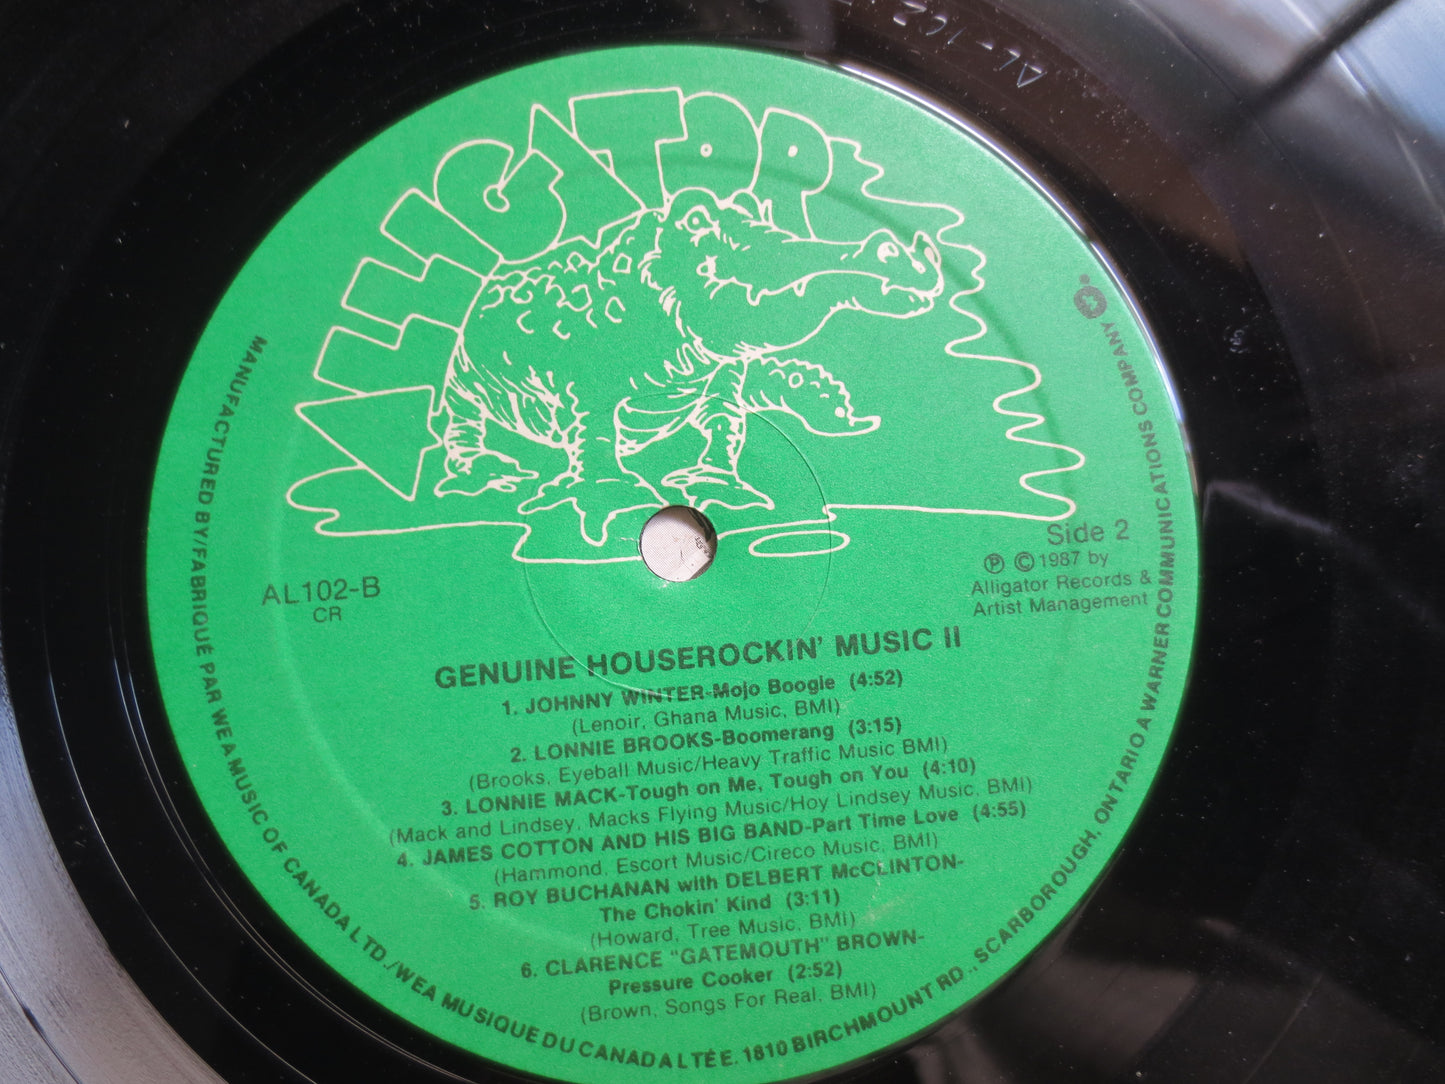 ALLIGATOR
AL-102
Side 2
Ⓟ © 1987 by
Alligator Records &
Artist Management
AL102-B
CR
GENUINE HOUSEROCKIN' MUSIC II
1. JOHNNY WINTER-Mojo Boogie (4:52)
(Lenoir, Ghana Music, BMI)
2. LONNIE BROOKS-Boomerang (3:15)
(Brooks, Eyeball Music/Heavy Traffic Music BMI)
3. LONNIE MACK-Tough on Me, Tough on You (4:10)
(Mack and Lindsey, Macks Flying Music/Hoy Lindsey Music, BMI)
4. JAMES COTTON AND HIS BIG BAND-Part Time Love (4:55)
(Hammond, Escort Music/Cireco Music, BMI)
5. ROY BUCHANAN with DELBERT McCLINTON-
The Chokin' Kind (3:11)
(Howard, Tree Music, BMI)
6. CLARENCE "GATEMOUTH" BROWN-
Pressure Cooker (2:52)
(Brown, Songs For Real, BMI)
MANUFACTURED BY/FABRIQUÉ PAR WEA MUSIC OF CANADA LTD./WEA MUSIQUE DU CANADA LTÉE. 1810 BIRCHMOUNT RD., SCARBOROUGH, ONTARIO A WARNER COMMUNICATIONS COMPANY